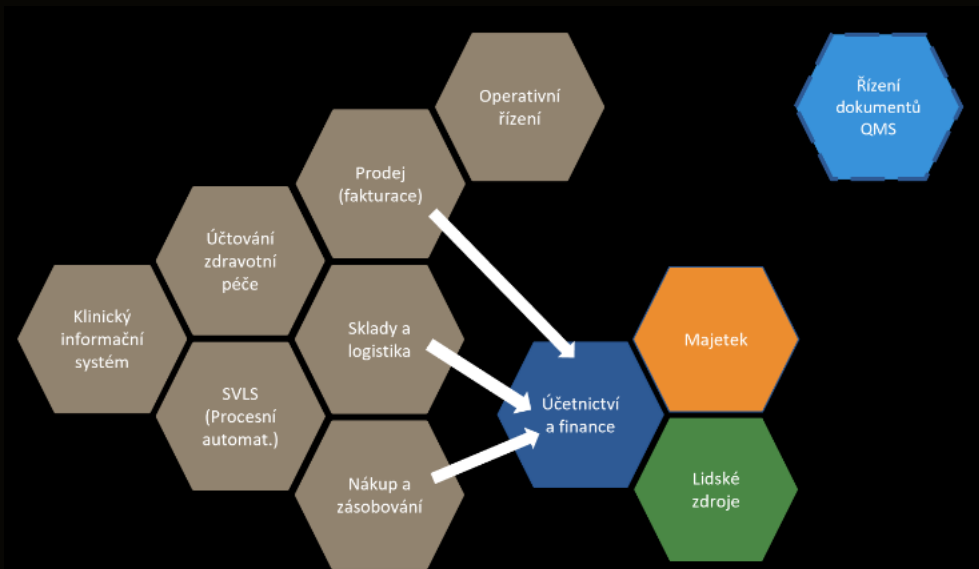 Operativní
řízení
Řízení
dokumentů
QMS
Prodej
(fakturace)
Účtování
zdravotní
péče
Klinický
informační
systém
Sklady a
logistika
Majetek
SVLS
(Procesní
automat.)
Účetnictví
a finance
Nákup a
zásobování
Lidské
zdroje